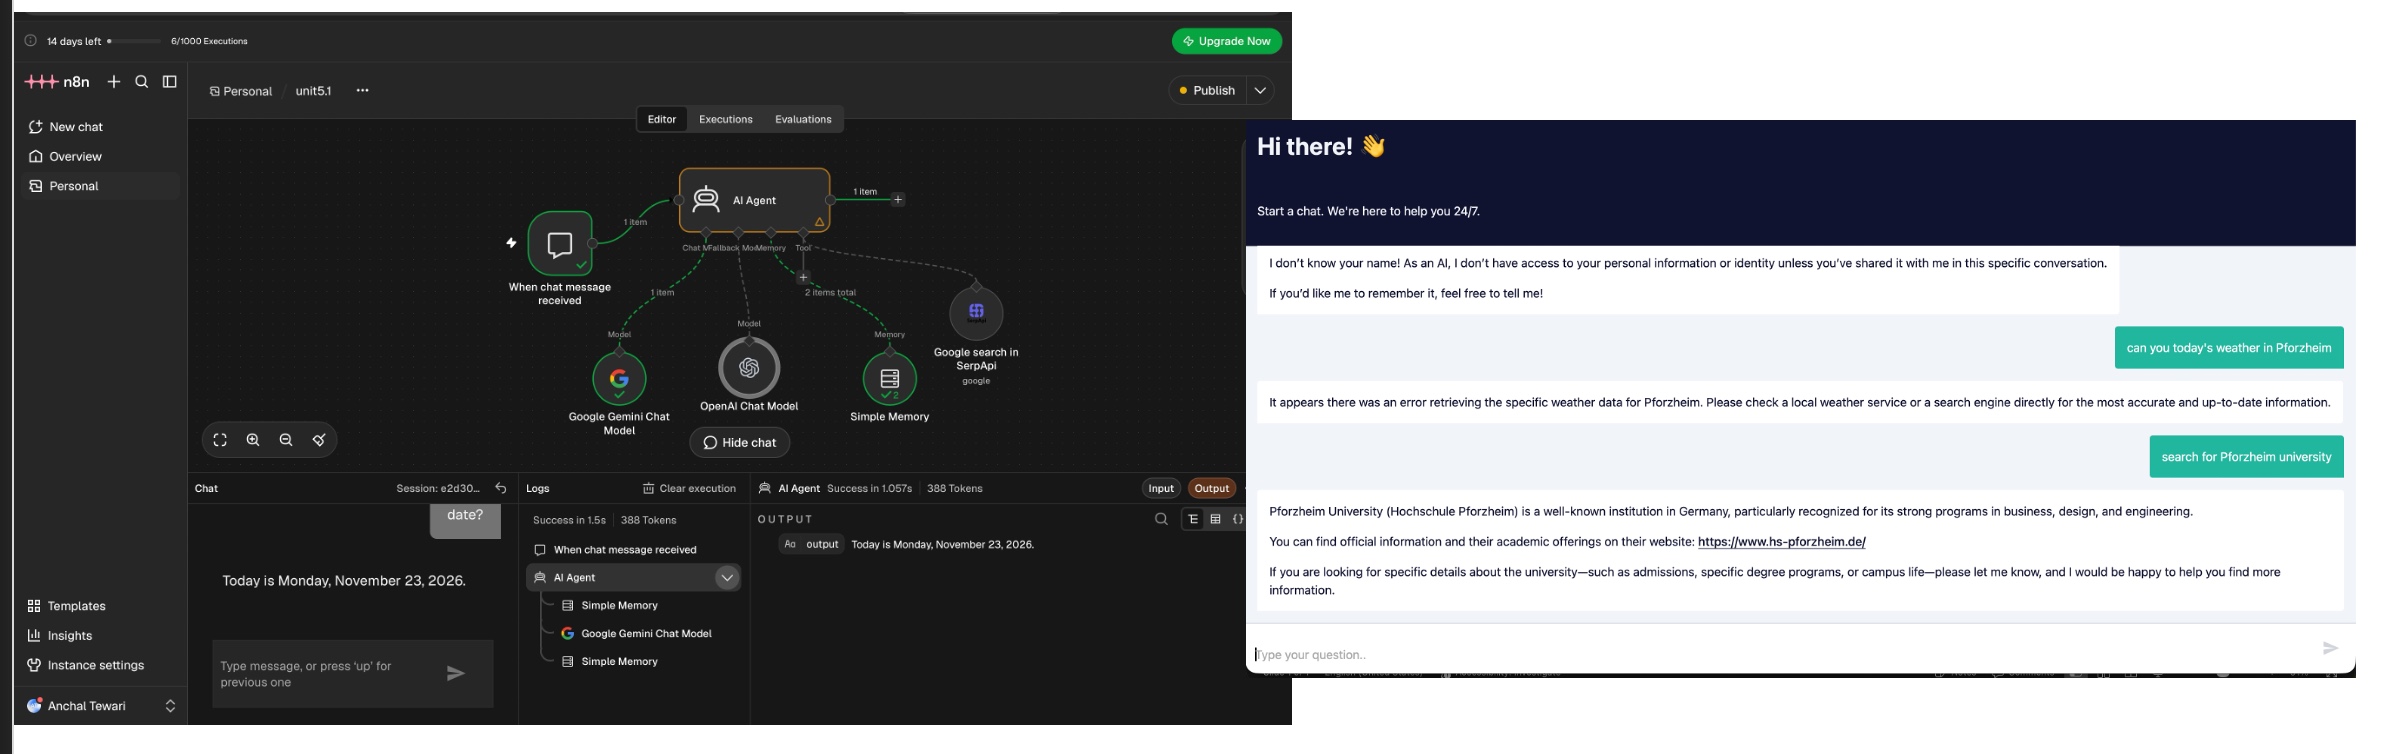 14 days left
6/1000 Executions
Upgrade Now
n8n
Personal / unit5.1 ...
Publish
New chat
Overview
Personal
Editor Executions Evaluations
AI Agent
1 item
1 item
Chat M
Fallback Mo
Memory
Tool
When chat message
received
1 item
2 items total
Model
Model
Memory
Google Gemini Chat
Model
OpenAI Chat Model
2
Simple Memory
Google search in
SerpApi
google
Hide chat
Templates
Insights
Instance settings
Anchal Tewari
Chat
Session: e2d30...
date?
Today is Monday, November 23, 2026.
Type message, or press 'up' for
previous one
Logs
Clear execution
Success in 1.5s 388 Tokens
When chat message received
AI Agent
Simple Memory
Google Gemini Chat Model
Simple Memory
AI Agent Success in 1.057s 388 Tokens
Input Output
OUTPUT
Aa output Today is Monday, November 23, 2026.
Hi there! 👋
Start a chat. We're here to help you 24/7.
I don't know your name! As an AI, I don't have access to your personal information or identity unless you've shared it with me in this specific conversation.
If you'd like me to remember it, feel free to tell me!
can you today's weather in Pforzheim
It appears there was an error retrieving the specific weather data for Pforzheim. Please check a local weather service or a search engine directly for the most accurate and up-to-date information.
search for Pforzheim university
Pforzheim University (Hochschule Pforzheim) is a well-known institution in Germany, particularly recognized for its strong programs in business, design, and engineering.
You can find official information and their academic offerings on their website: https://www.hs-pforzheim.de/
If you are looking for specific details about the university—such as admissions, specific degree programs, or campus life—please let me know, and I would be happy to help you find more
information.
Type your question..